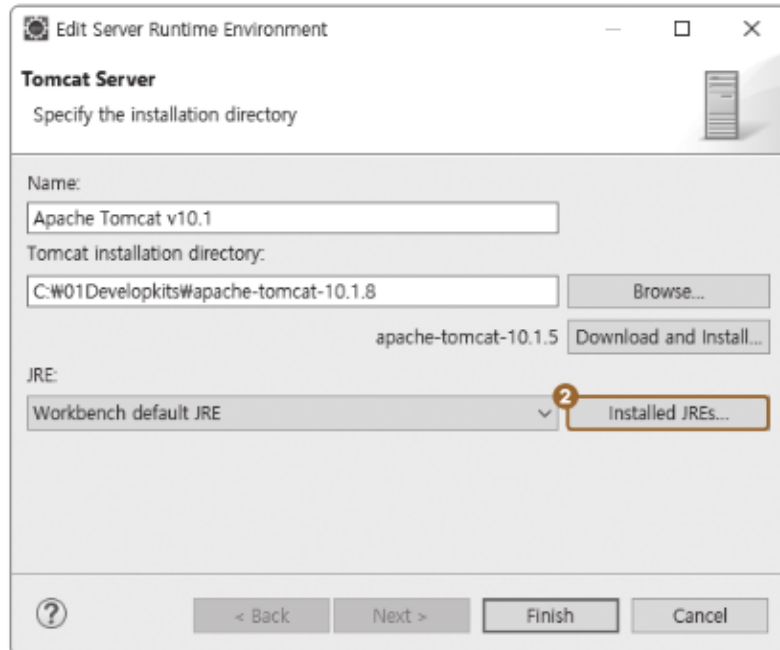 Edit Server Runtime Environment
Tomcat Server
Specify the installation directory
Name:
Apache Tomcat v10.1
Tomcat installation directory:
C:₩01Developkits₩apache-tomcat-10.1.8
Browse...
apache-tomcat-10.1.5
Download and Install...
JRE:
Workbench default JRE
2
Installed JREs...
?
< Back
Next >
Finish
Cancel